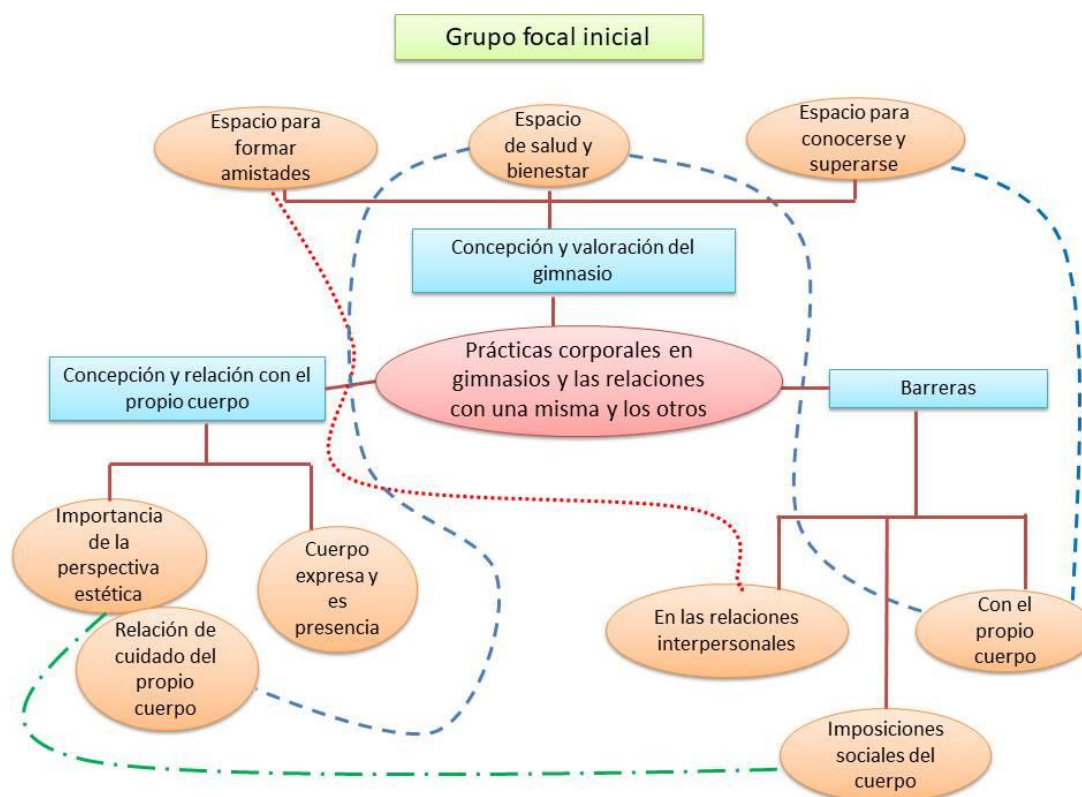 Grupo focal inicial
Espacio para
formar
amistades
Espacio
de salud y
bienestar
Espacio para
conocerse y
superarse
Concepción y valoración del
gimnasio
Concepción y relación con el
propio cuerpo
Prácticas corporales en
gimnasios y las relaciones
con una misma y los otros
Barreras
Importancia
de la
perspectiva
estética
Cuerpo
expresa y
es
presencia
Relación de
cuidado del
propio
cuerpo
En las relaciones
interpersonales
Con el
propio
cuerpo
Imposiciones
sociales del
cuerpo